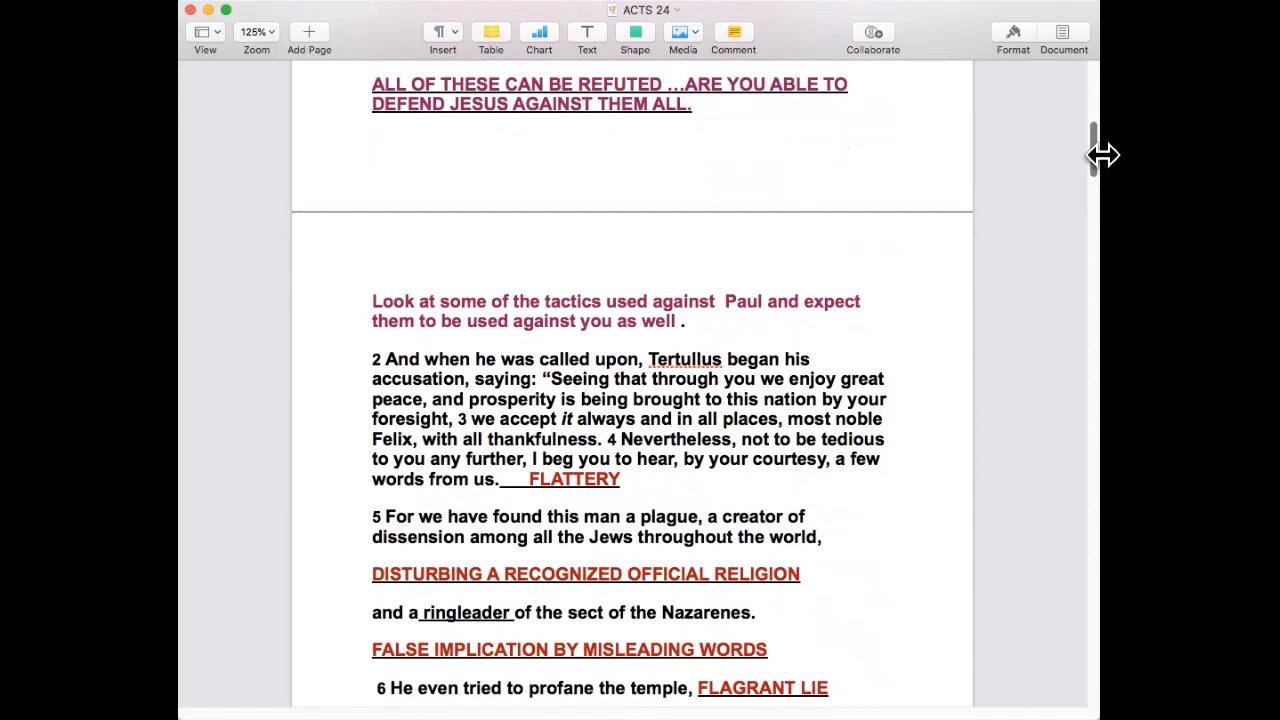 ACTS 24
125%
View
Zoom
Add Page
Insert
Table
Chart
Text
Shape
Media
Comment
Collaborate
Format
Document
ALL OF THESE CAN BE REFUTED …ARE YOU ABLE TO
DEFEND JESUS AGAINST THEM ALL.
Look at some of the tactics used against Paul and expect
them to be used against you as well .
2 And when he was called upon, Tertullus began his
accusation, saying: “Seeing that through you we enjoy great
peace, and prosperity is being brought to this nation by your
foresight, 3 we accept it always and in all places, most noble
Felix, with all thankfulness. 4 Nevertheless, not to be tedious
to you any further, I beg you to hear, by your courtesy, a few
words from us. FLATTERY
5 For we have found this man a plague, a creator of
dissension among all the Jews throughout the world,
DISTURBING A RECOGNIZED OFFICIAL RELIGION
and a ringleader of the sect of the Nazarenes.
FALSE IMPLICATION BY MISLEADING WORDS
6 He even tried to profane the temple, FLAGRANT LIE